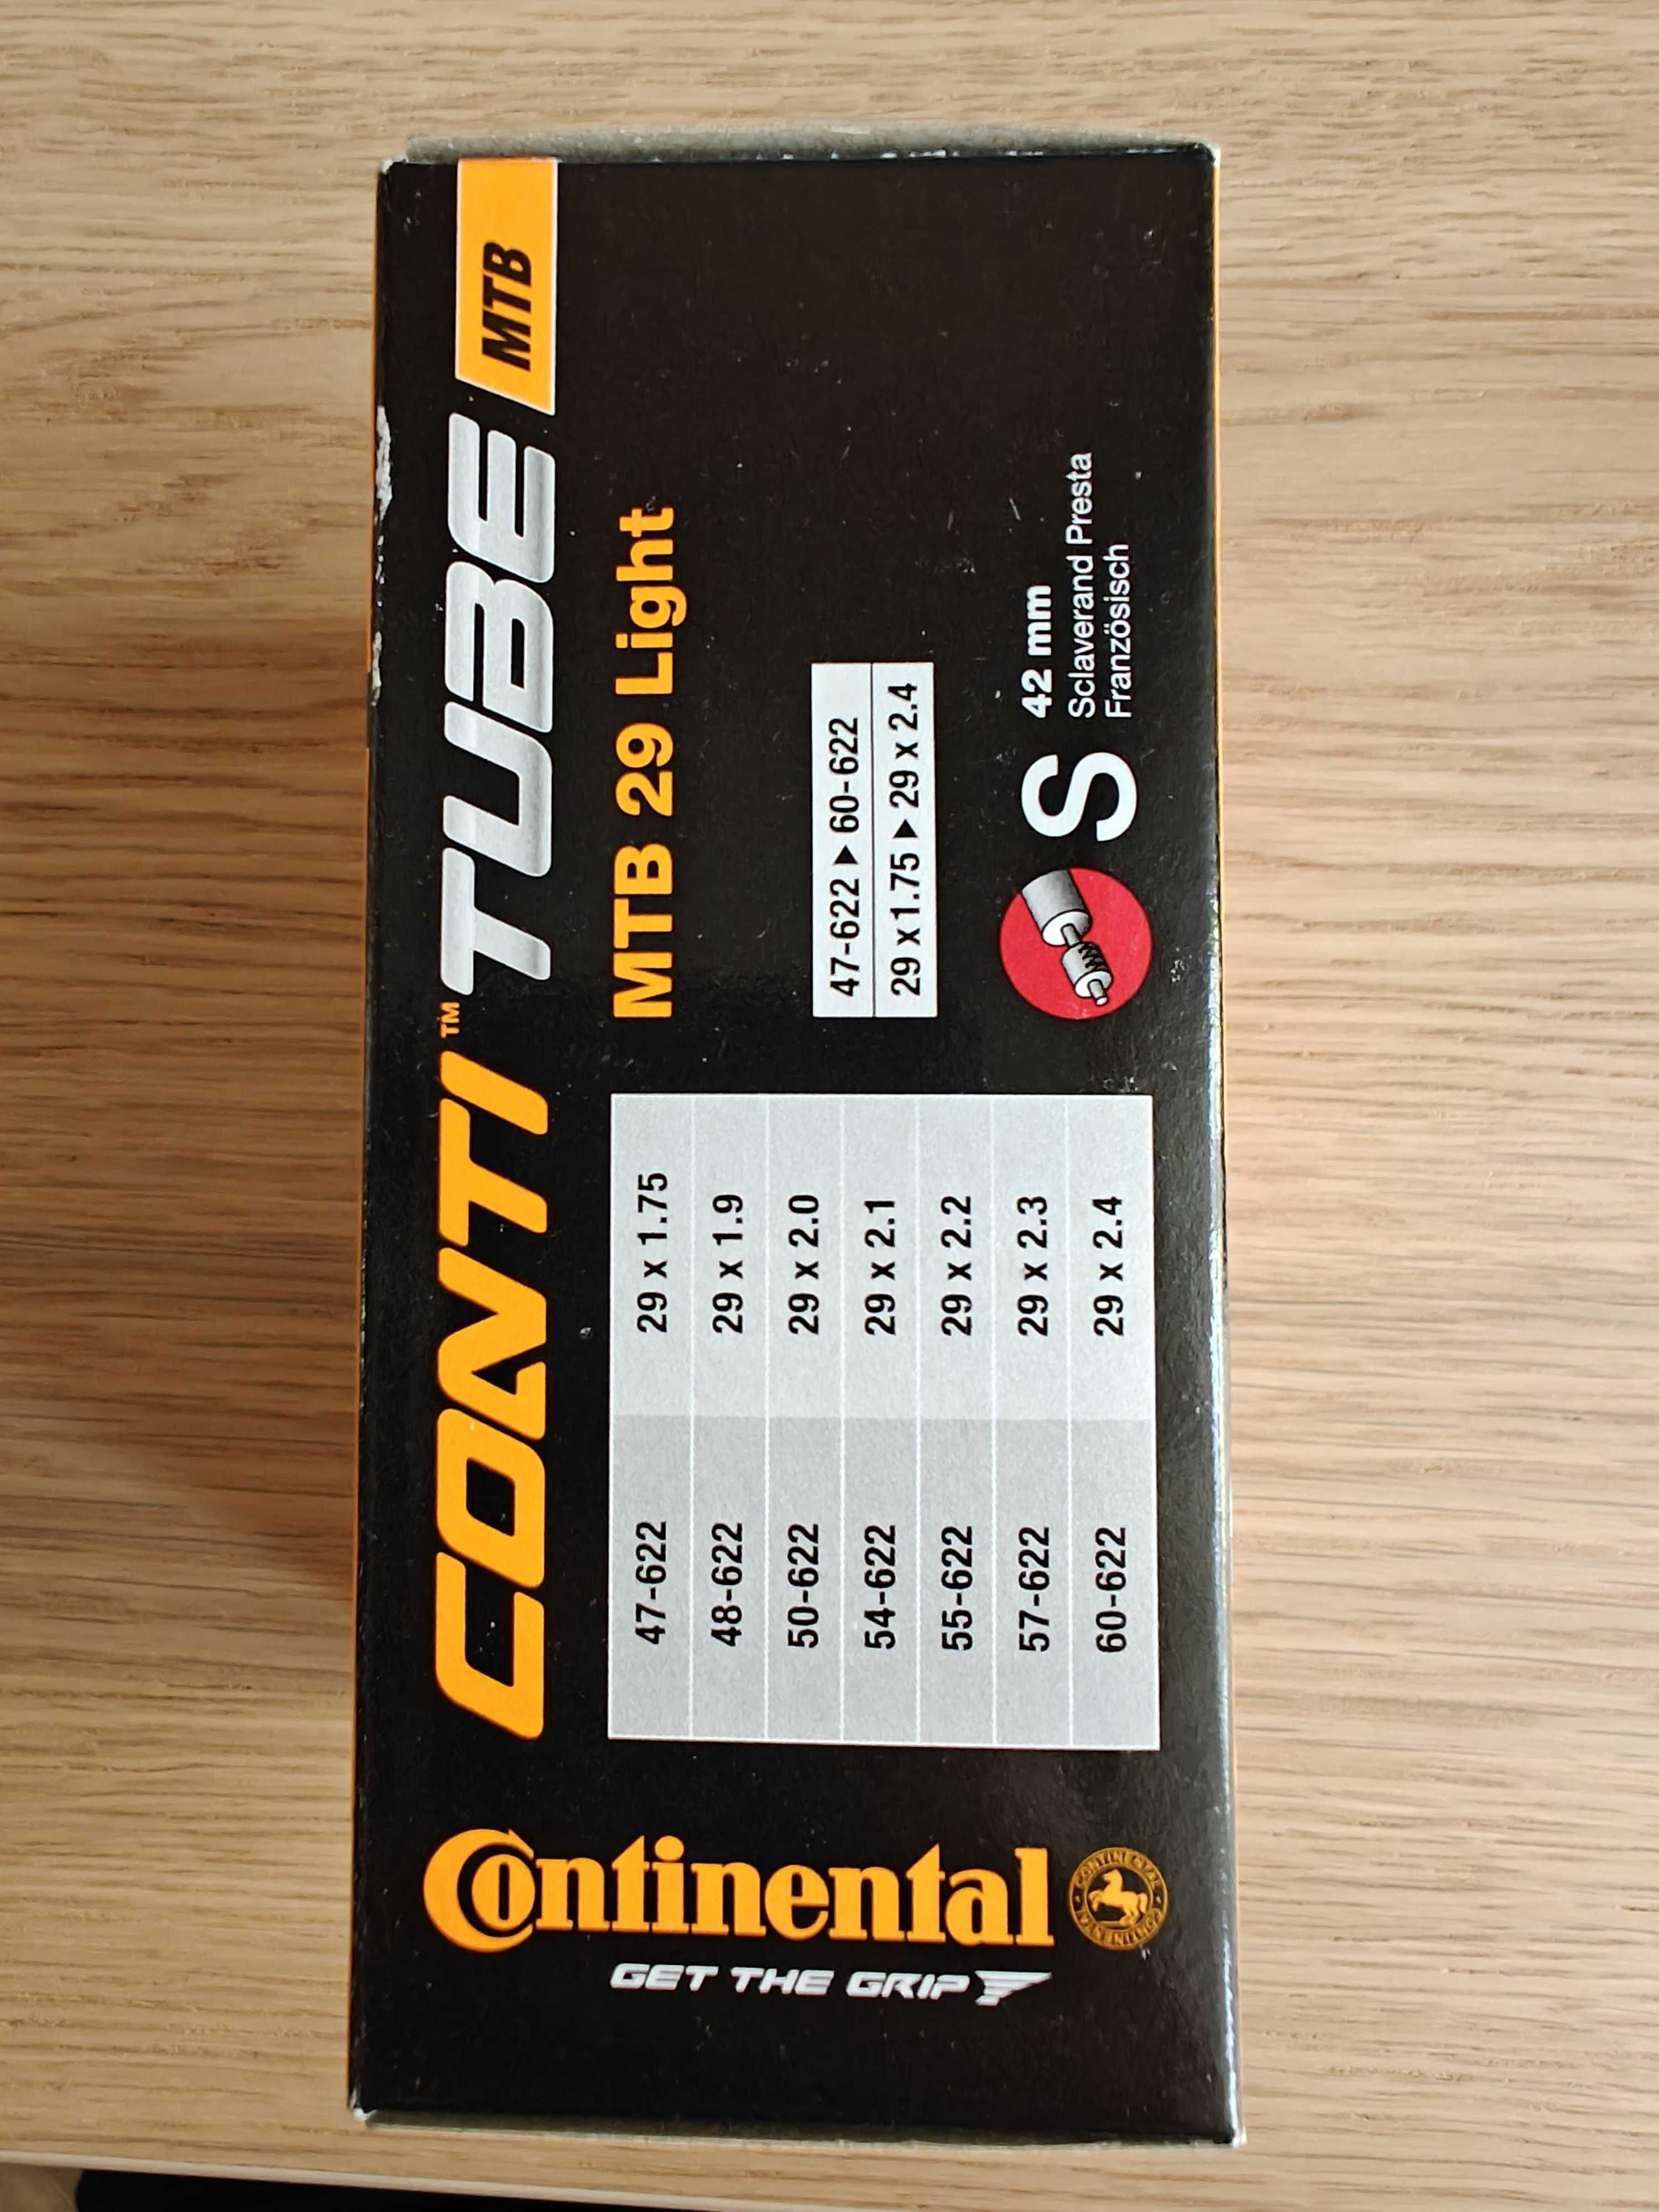 CONTI™ TUBE MTB
MTB 29 Light
47-622 29 x 1.75
48-622 29 x 1.9
50-622 29 x 2.0
54-622 29 x 2.1
55-622 29 x 2.2
57-622 29 x 2.3
60-622 29 x 2.4
47-622 ▶ 60-622
29 x 1.75 ▶ 29 x 2.4
S 42 mm
Sclaverand Presta
Französisch
Continental
CONTINENTAL · CONTINENTAL
GET THE GRIP